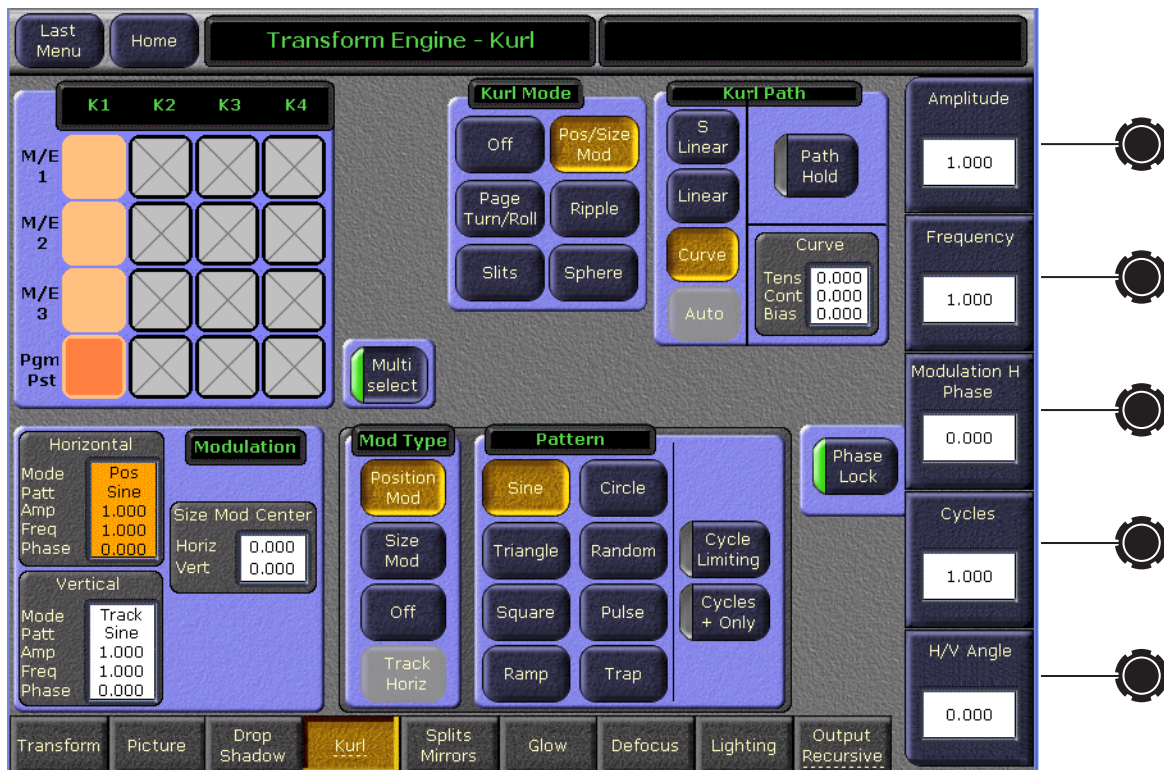 Last
Menu
Home
Transform Engine - Kurl
K1 K2 K3 K4
M/E
1
M/E
2
M/E
3
Pgm
Pst
Multi
select
Kurl Mode
Off
Pos/Size
Mod
Page
Turn/Roll
Ripple
Slits
Sphere
Kurl Path
S
Linear
Linear
Curve
Auto
Path
Hold
Curve
Tens 0.000
Cont 0.000
Bias 0.000
Amplitude
1.000
Frequency
1.000
Modulation H
Phase
0.000
Cycles
1.000
H/V Angle
0.000
Modulation
Horizontal
Mode Pos
Patt Sine
Amp 1.000
Freq 1.000
Phase 0.000
Size Mod Center
Horiz 0.000
Vert 0.000
Vertical
Mode Track
Patt Sine
Amp 1.000
Freq 1.000
Phase 0.000
Mod Type
Position
Mod
Size
Mod
Off
Track
Horiz
Pattern
Sine
Circle
Triangle
Random
Square
Pulse
Ramp
Trap
Cycle
Limiting
Cycles
+ Only
Phase
Lock
Transform
Picture
Drop
Shadow
Kurl
Splits
Mirrors
Glow
Defocus
Lighting
Output
Recursive